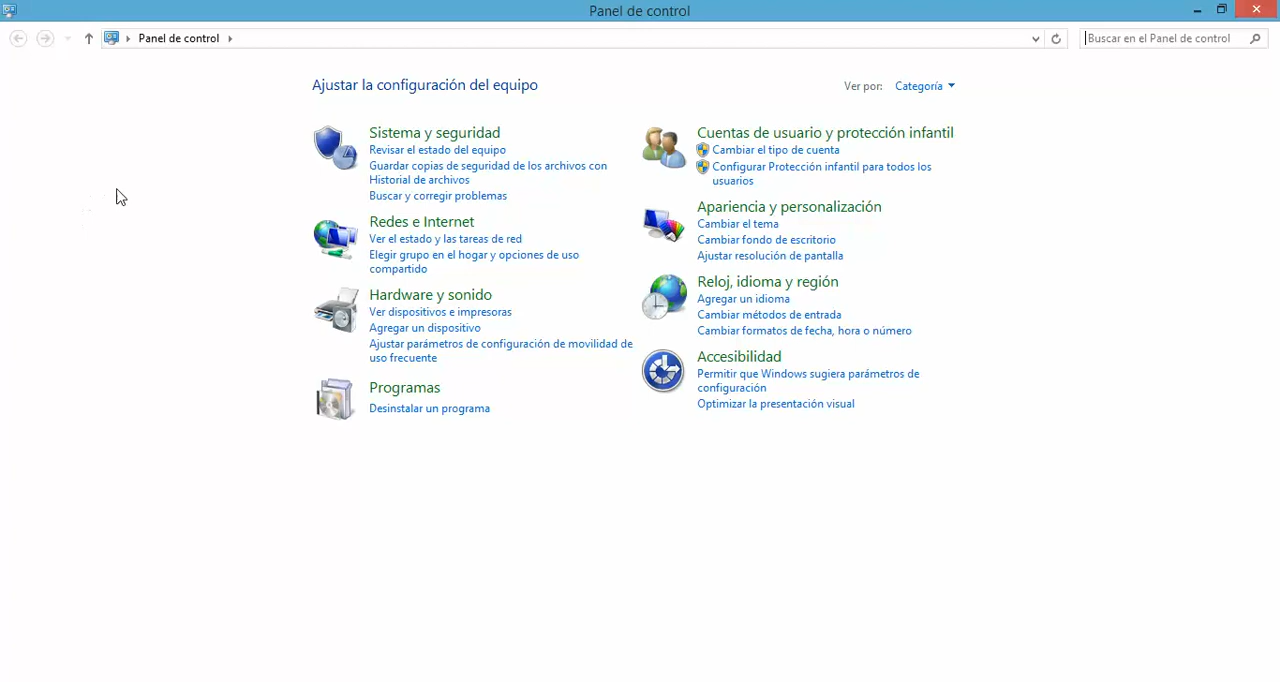 Panel de control
Panel de control
Buscar en el Panel de control
Ajustar la configuración del equipo
Ver por: Categoría
Sistema y seguridad
Revisar el estado del equipo
Guardar copias de seguridad de los archivos con
Historial de archivos
Buscar y corregir problemas
Redes e Internet
Ver el estado y las tareas de red
Elegir grupo en el hogar y opciones de uso
compartido
Hardware y sonido
Ver dispositivos e impresoras
Agregar un dispositivo
Ajustar parámetros de configuración de movilidad de
uso frecuente
Programas
Desinstalar un programa
Cuentas de usuario y protección infantil
Cambiar el tipo de cuenta
Configurar Protección infantil para todos los
usuarios
Apariencia y personalización
Cambiar el tema
Cambiar fondo de escritorio
Ajustar resolución de pantalla
Reloj, idioma y región
Agregar un idioma
Cambiar métodos de entrada
Cambiar formatos de fecha, hora o número
Accesibilidad
Permitir que Windows sugiera parámetros de
configuración
Optimizar la presentación visual